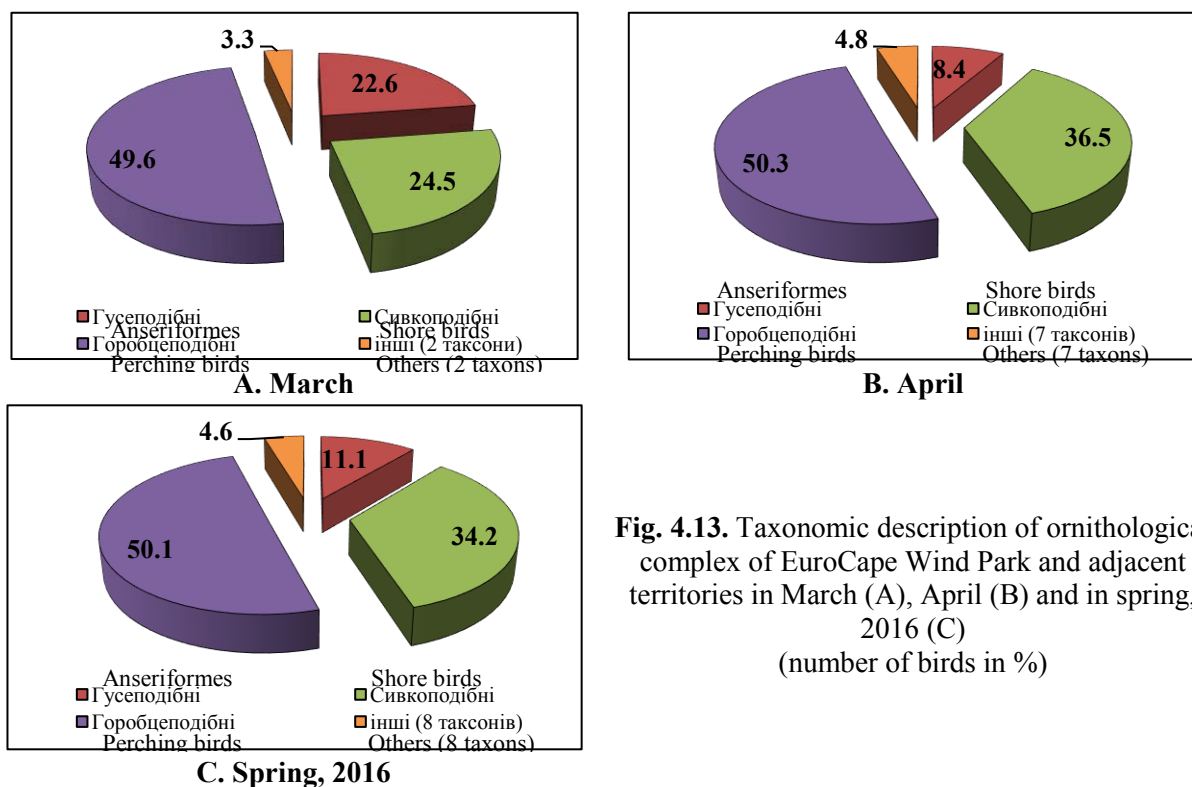 3.3
22.6
49.6
24.5
Гусеподібні Сивкоподібні
Anseriformes Shore birds
Горобцеподібні інші (2 таксони)
Perching birds Others (2 taxons)
A. March
4.8
8.4
36.5
50.3
Anseriformes Shore birds
Гусеподібні Сивкоподібні
Горобцеподібні інші (7 таксонів)
Perching birds Others (7 taxons)
B. April
4.6
11.1
50.1
34.2
Anseriformes Shore birds
Гусеподібні Сивкоподібні
Горобцеподібні інші (8 таксонів)
Perching birds Others (8 taxons)
C. Spring, 2016
Fig. 4.13. Taxonomic description of ornithologica
complex of EuroCape Wind Park and adjacent
territories in March (A), April (B) and in spring,
2016 (C)
(number of birds in %)